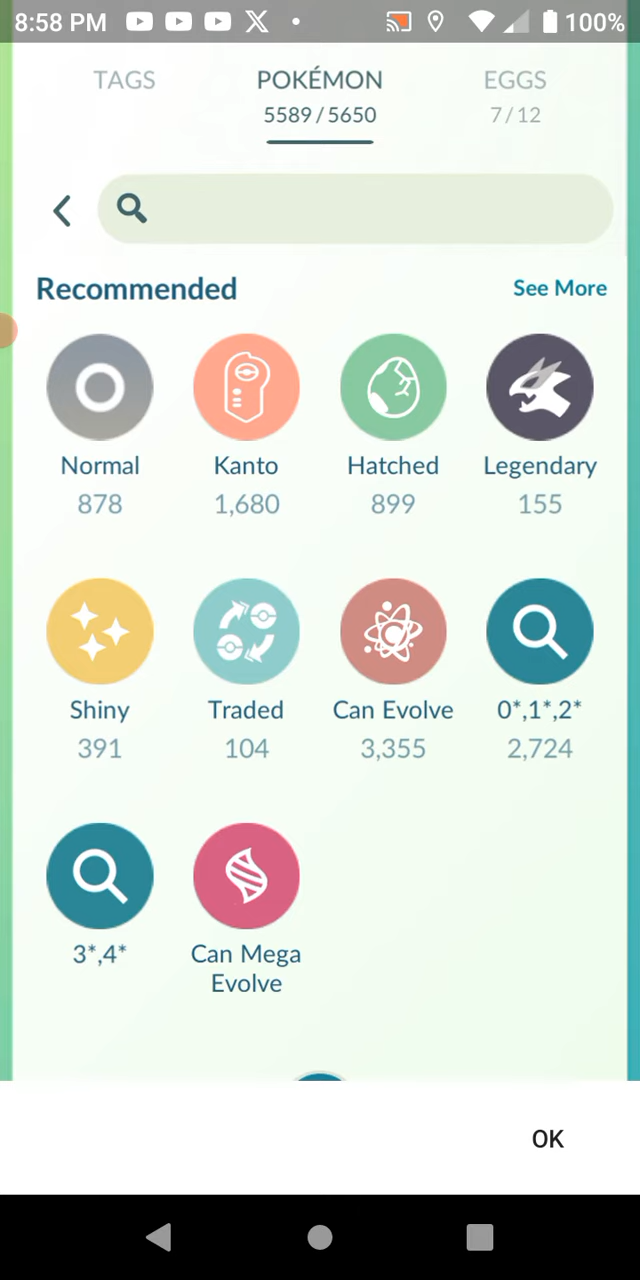 8:58 PM 100%
TAGS POKÉMON EGGS
5589 / 5650 7 / 12
Recommended See More
Normal Kanto Hatched Legendary
878 1,680 899 155
Shiny Traded Can Evolve 0*,1*,2*
391 104 3,355 2,724
3*,4* Can Mega
Evolve
OK